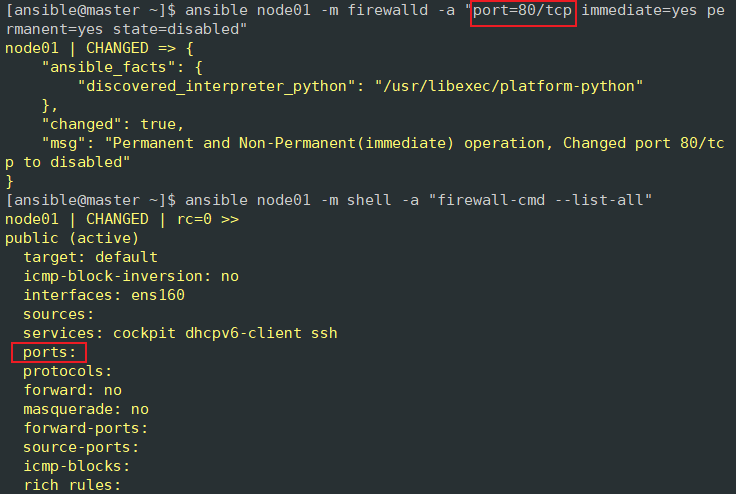 [ansible@master ~]$ ansible node01 -m firewalld -a "port=80/tcp immediate=yes pe
rmanent=yes state=disabled"
node01 | CHANGED => {
    "ansible_facts": {
        "discovered_interpreter_python": "/usr/libexec/platform-python"
    },
    "changed": true,
    "msg": "Permanent and Non-Permanent(immediate) operation, Changed port 80/tc
p to disabled"
}
[ansible@master ~]$ ansible node01 -m shell -a "firewall-cmd --list-all"
node01 | CHANGED | rc=0 >>
public (active)
  target: default
  icmp-block-inversion: no
  interfaces: ens160
  sources:
  services: cockpit dhcpv6-client ssh
  ports:
  protocols:
  forward: no
  masquerade: no
  forward-ports:
  source-ports:
  icmp-blocks:
  rich rules: